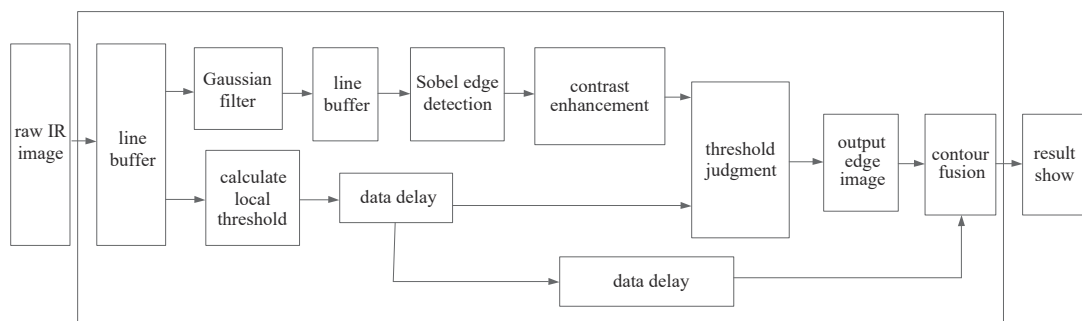 raw IR
image
line
buffer
Gaussian
filter
line
buffer
Sobel edge
detection
contrast
enhancement
calculate
local
threshold
data delay
threshold
judgment
output
edge
image
contour
fusion
result
show
data delay